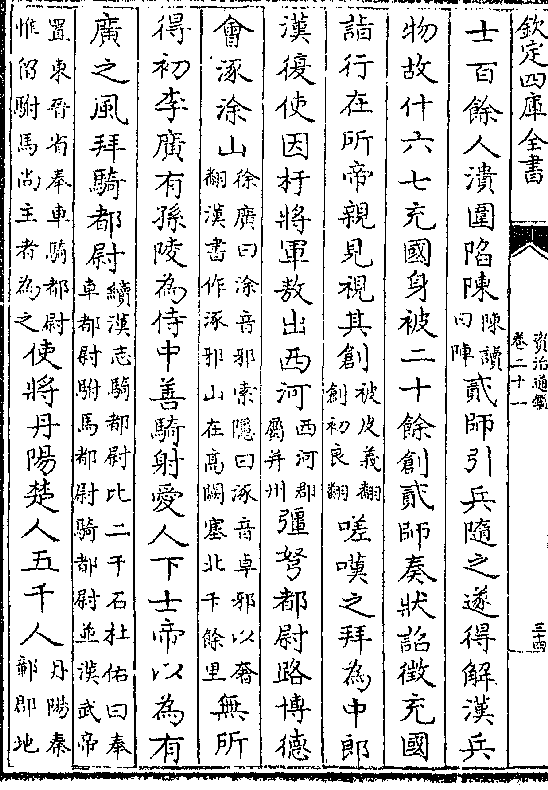 欽定四庫全書
資治通鑑
卷二十一
三十四
士百餘人潰圍陷陳陳讀曰陣貳師引兵隨之遂得解漢兵
物故什六七充國身被二十餘創貳師奏狀詔徵充國
詣行在所帝親見視其創被皮義翻創初良翻嗟嘆之拜為中郎
漢復使因杅將軍敖出西河西河郡屬并州彊弩都尉路博德
會涿涂山徐廣曰涂音邪索隱曰涿音卓邪以奢翻漢書作涿邪山在高闕塞北千餘里無所
得初李廣有孫陵為侍中善騎射愛人下士帝以為有
廣之風拜騎都尉續漢志騎都尉比二千石杜佑曰奉車都尉駙馬都尉騎都尉並漢武帝
置東晉省奉車騎都尉惟留駙馬尚主者為之使將丹陽楚人五千人丹陽秦鄣郡地